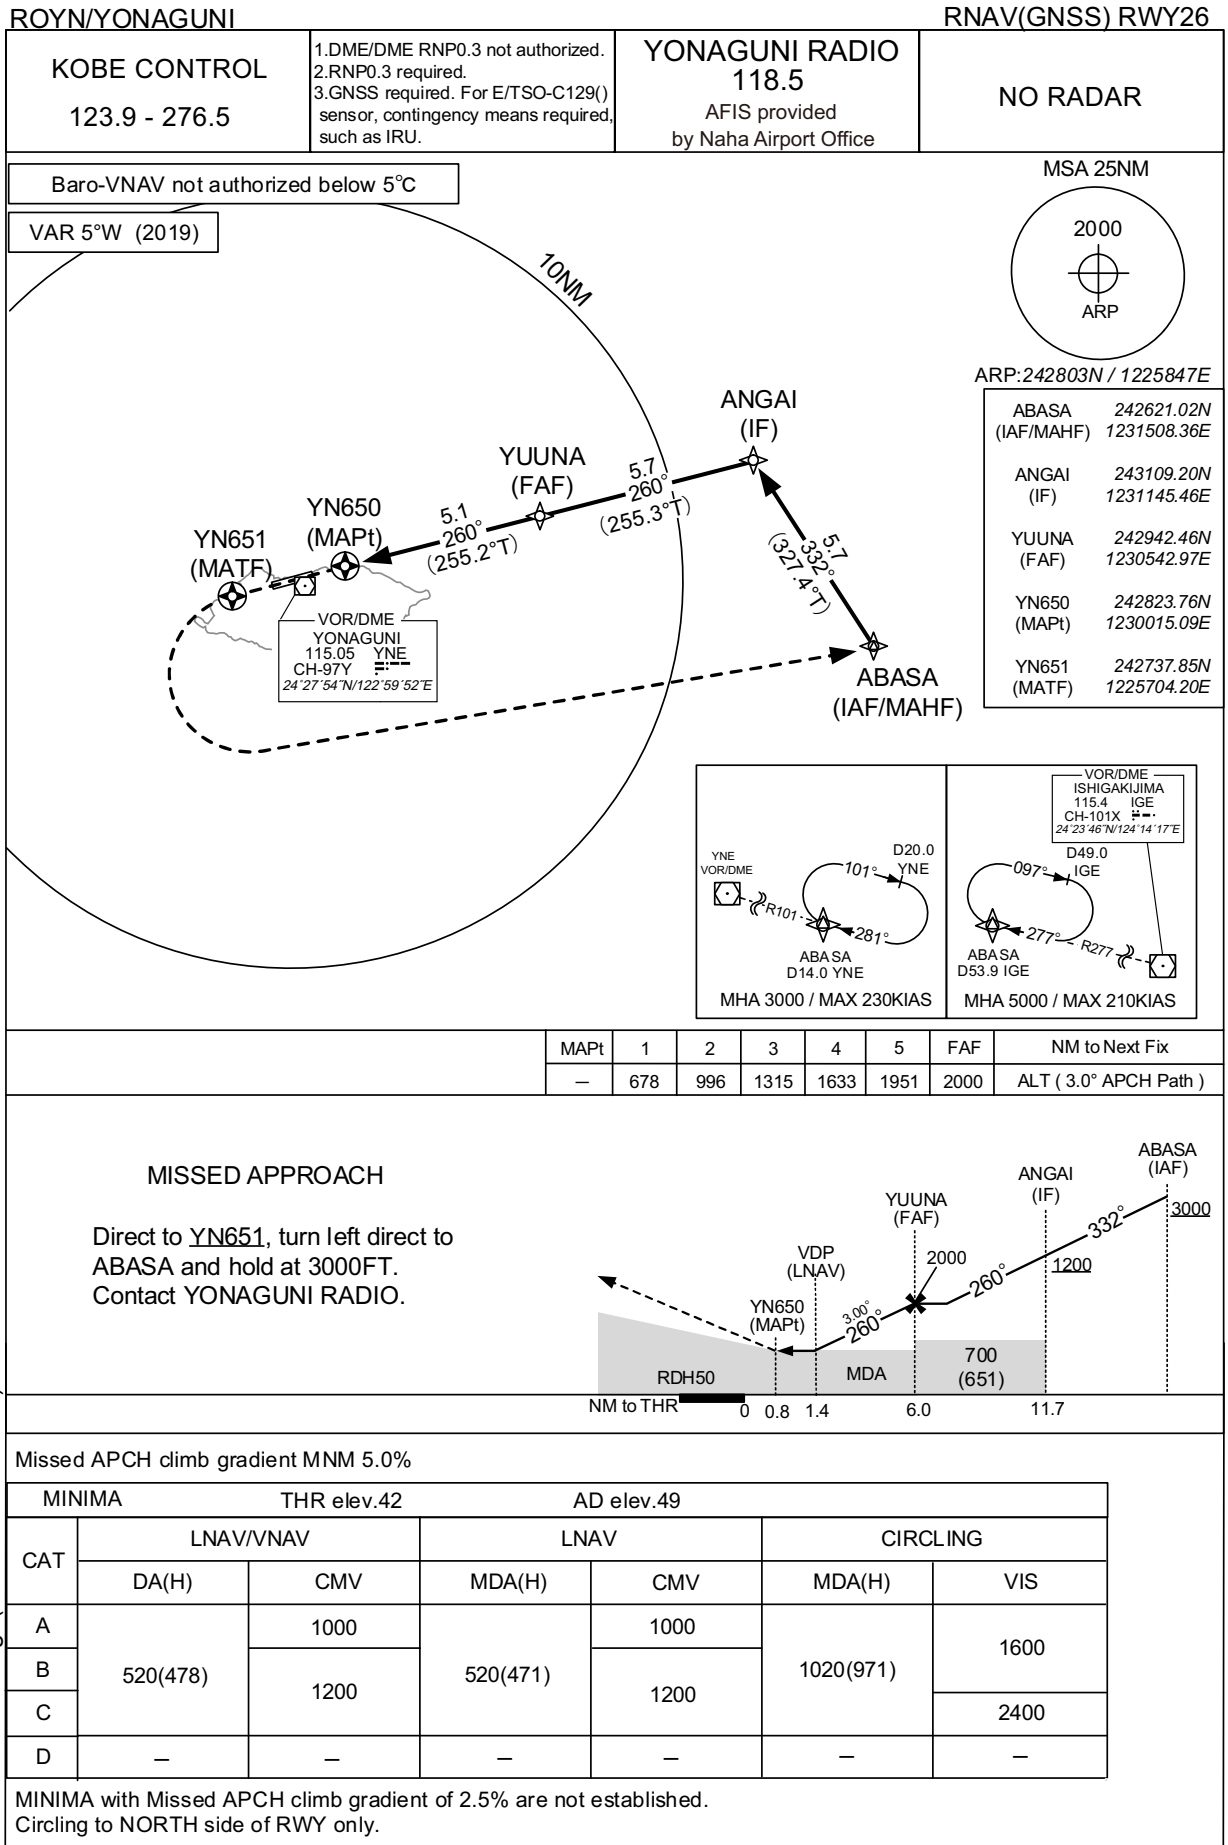 ROYN/YONAGUNI
RNAV(GNSS) RWY26
KOBE CONTROL
123.9 - 276.5
1.DME/DME RNP0.3 not authorized.
2.RNP0.3 required.
3.GNSS required. For E/TSO-C129()
sensor, contingency means required,
such as IRU.
YONAGUNI RADIO
118.5
AFIS provided
by Naha Airport Office
NO RADAR
Baro-VNAV not authorized below 5°C
VAR 5°W (2019)
10NM
MSA 25NM
2000
ARP
ARP:242803N / 1225847E
ABASA 242621.02N
(IAF/MAHF) 1231508.36E
ANGAI 243109.20N
(IF) 1231145.46E
YUUNA 242942.46N
(FAF) 1230542.97E
YN650 242823.76N
(MAPt) 1230015.09E
YN651 242737.85N
(MATF) 1225704.20E
ANGAI
(IF)
YUUNA
(FAF)
YN650
(MAPt)
YN651
(MATF)
5.7
260°
(255.3°T)
5.1
260°
(255.2°T)
5.7
332°
(327.4°T)
ABASA
(IAF/MAHF)
VOR/DME
YONAGUNI
115.05 YNE
CH-97Y
24°27′54″N/122°59′52″E
YNE
VOR/DME
R101
101°
D20.0
YNE
281°
ABASA
D14.0 YNE
MHA 3000 / MAX 230KIAS
VOR/DME
ISHIGAKIJIMA
115.4 IGE
CH-101X
24°23′46″N/124°14′17″E
097°
D49.0
IGE
277°
R277
ABASA
D53.9 IGE
MHA 5000 / MAX 210KIAS
MAPt 1 2 3 4 5 FAF NM to Next Fix
— 678 996 1315 1633 1951 2000 ALT ( 3.0° APCH Path )
MISSED APPROACH
Direct to YN651, turn left direct to
ABASA and hold at 3000FT.
Contact YONAGUNI RADIO.
ABASA
(IAF)
3000
332°
ANGAI
(IF)
1200
260°
YUUNA
(FAF)
2000
VDP
(LNAV)
3.00°
260°
YN650
(MAPt)
700
(651)
MDA
RDH50
NM to THR 0 0.8 1.4 6.0 11.7
Missed APCH climb gradient MNM 5.0%
MINIMA THR elev.42 AD elev.49
CAT LNAV/VNAV LNAV CIRCLING
DA(H) CMV MDA(H) CMV MDA(H) VIS
A 520(478) 1000 520(471) 1000 1020(971) 1600
B 1200 1200
C 2400
D — — — — — —
MINIMA with Missed APCH climb gradient of 2.5% are not established.
Circling to NORTH side of RWY only.